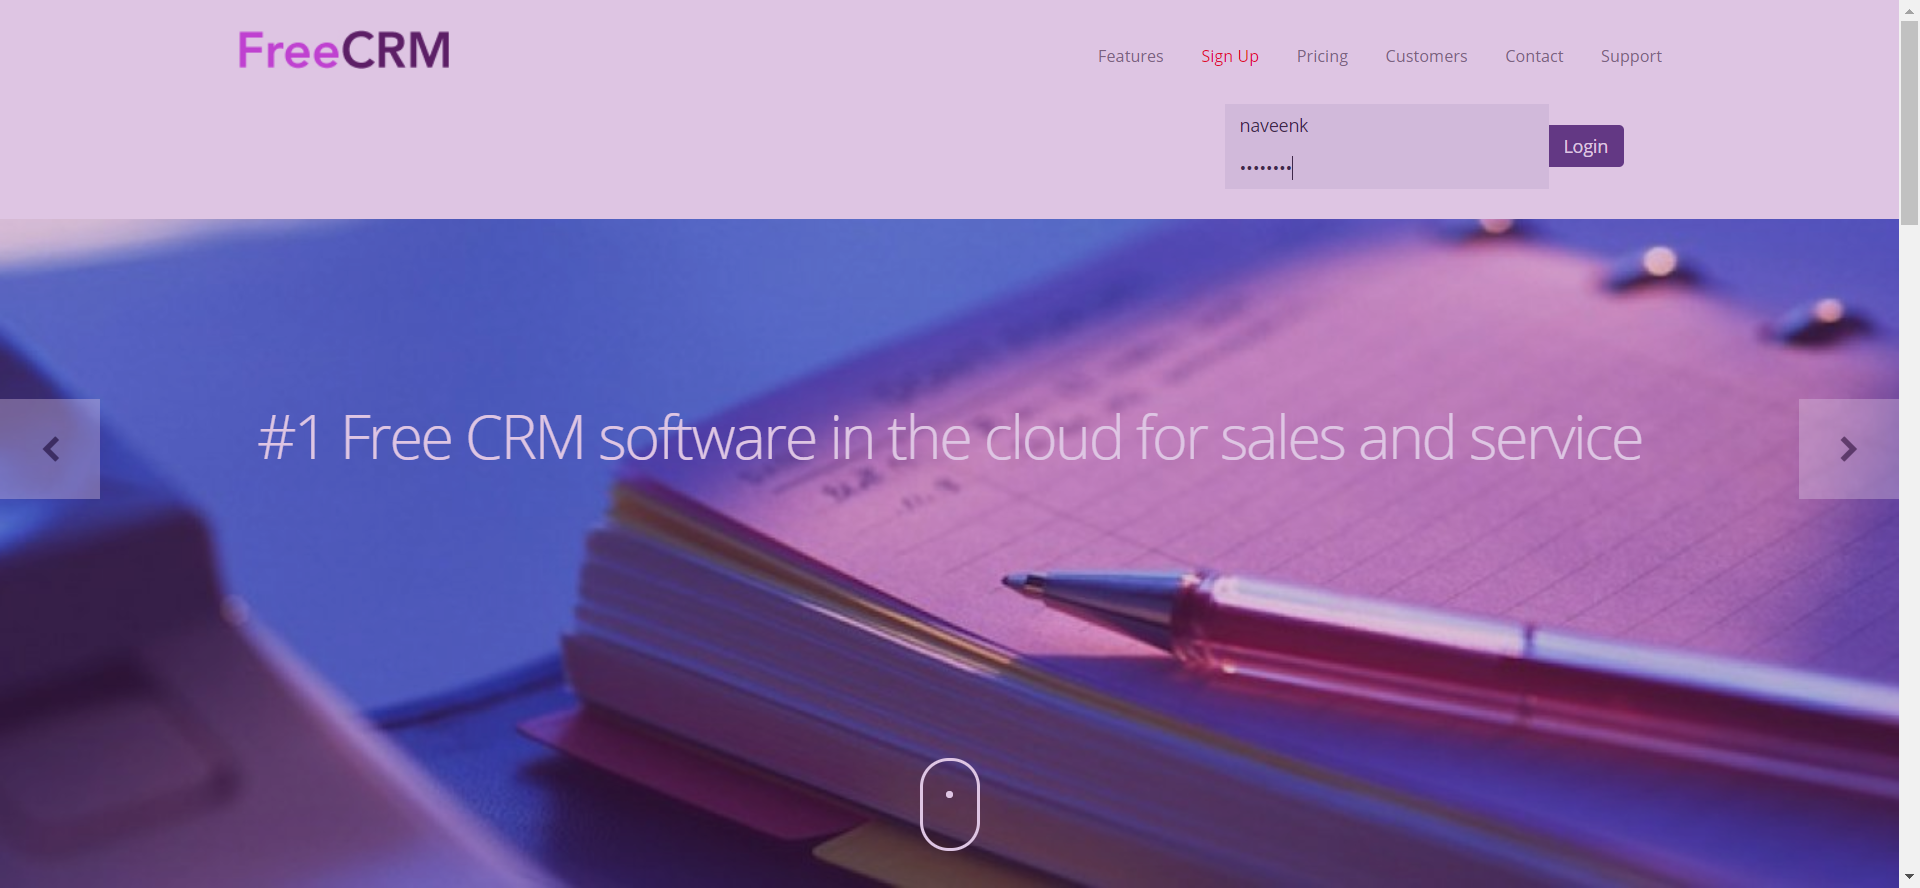 FreeCRM
Features Sign Up Pricing Customers Contact Support
naveenk
••••••••
Login
#1 Free CRM software in the cloud for sales and service